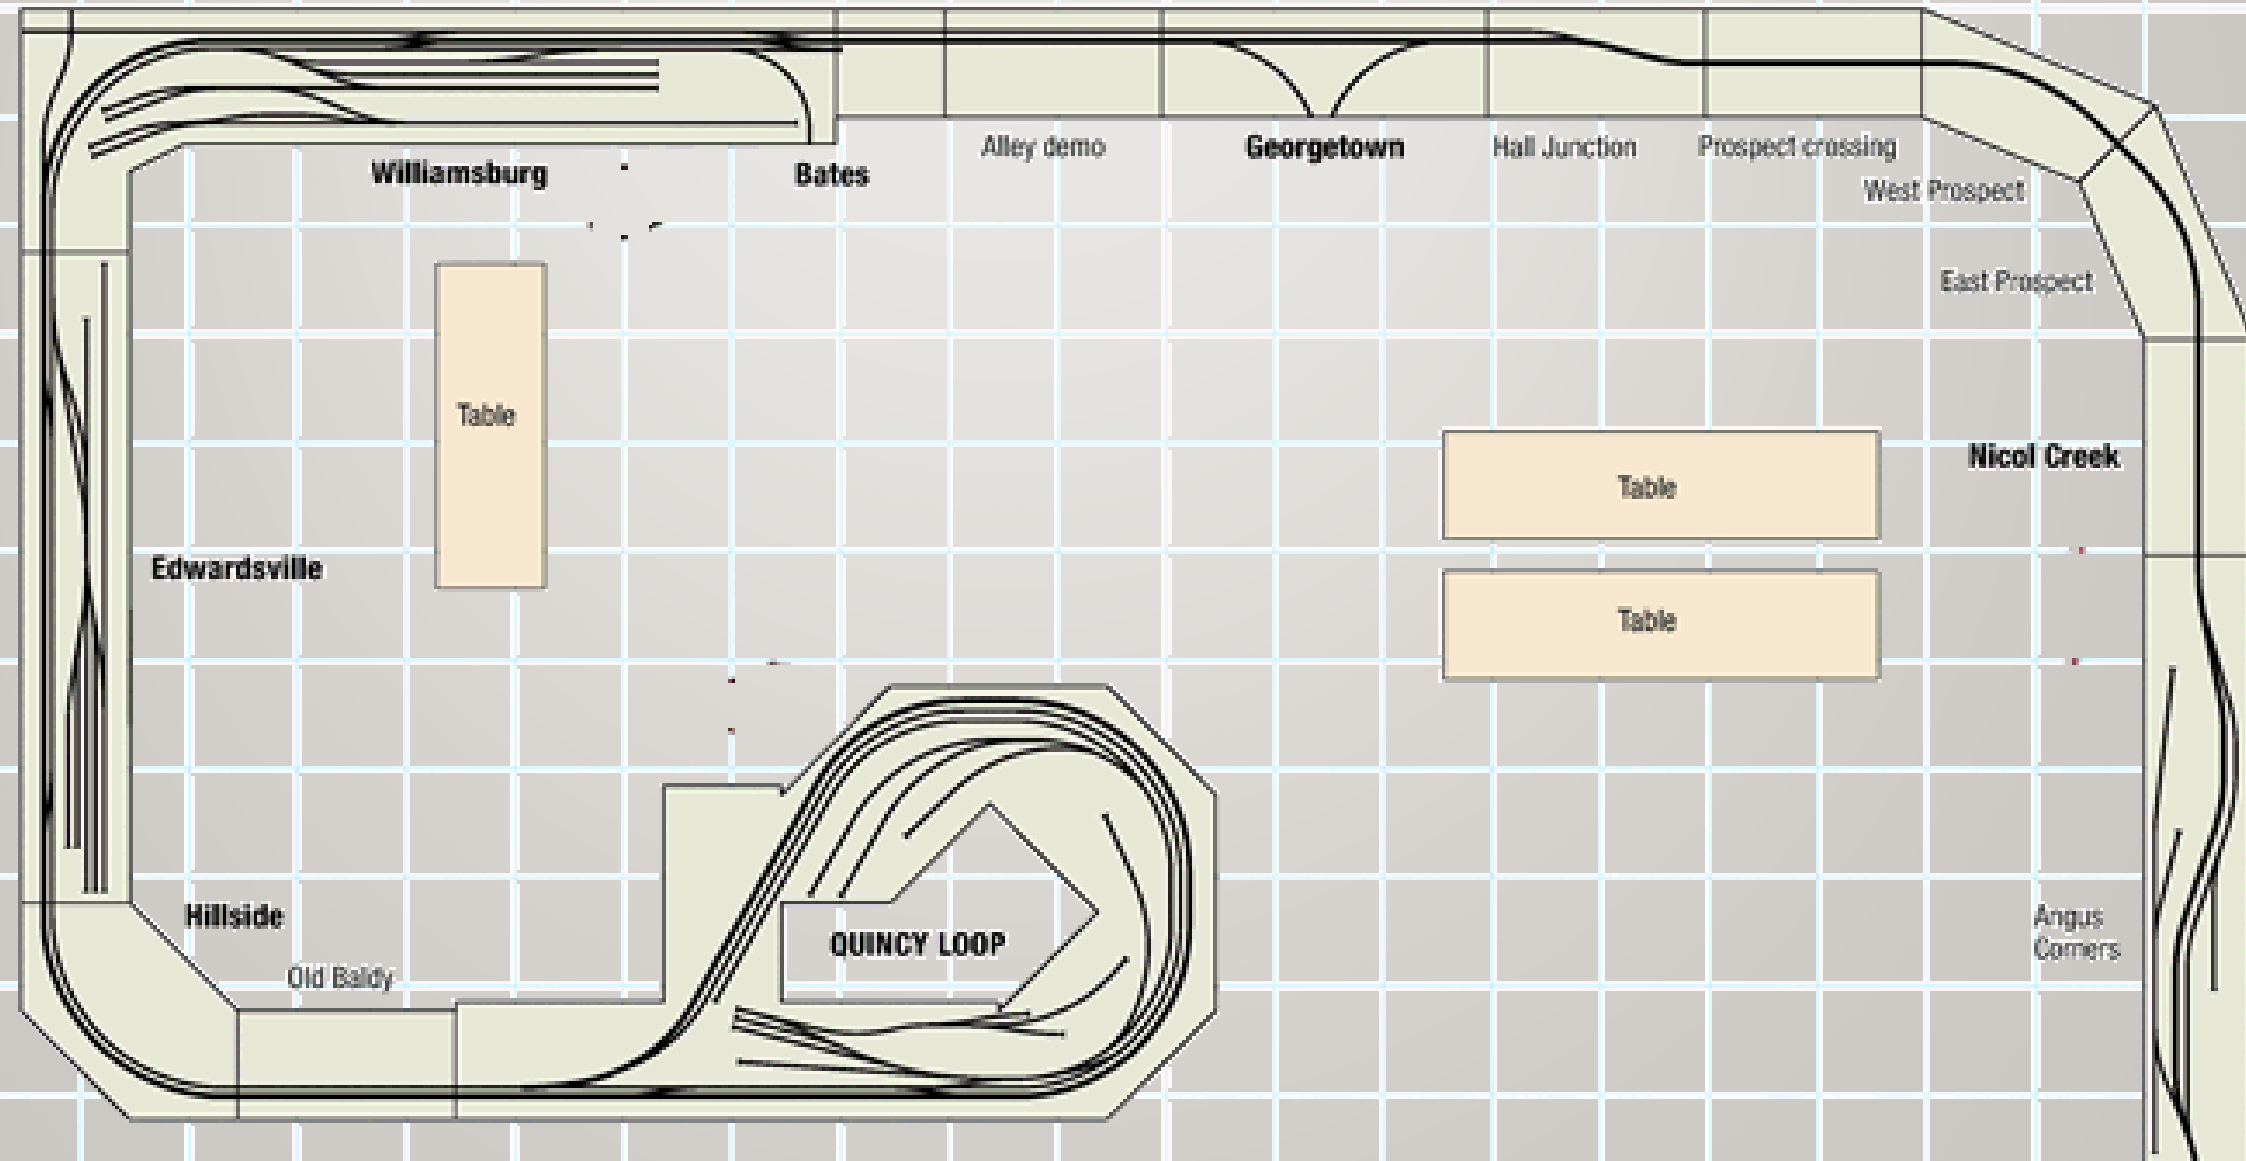 Alley demo
Georgetown
Hall Junction
Prospect crossing
Williamsburg
Bates
West Prospect
East Prospect
Table
Nicol Creek
Table
Edwardsville
Table
Hillside
QUINCY LOOP
Old Baldy
Angus
Corners